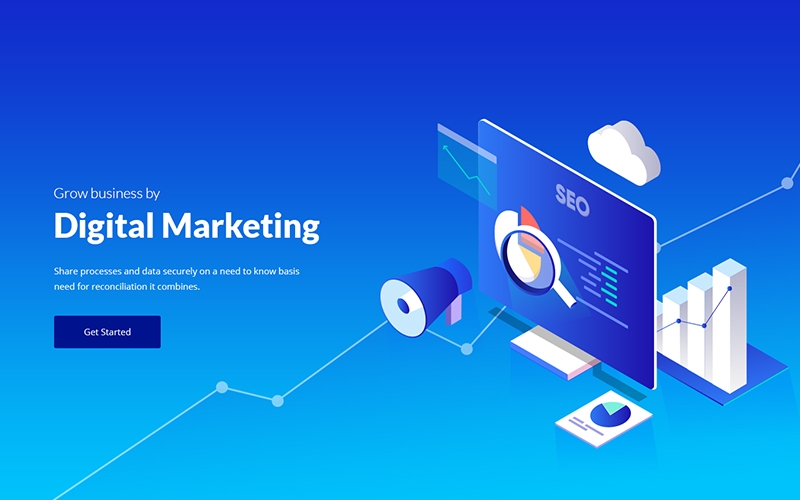 Grow business by
Digital Marketing
Share processes and data securely on a need to know basis
need for reconciliation it combines.
Get Started
SEO